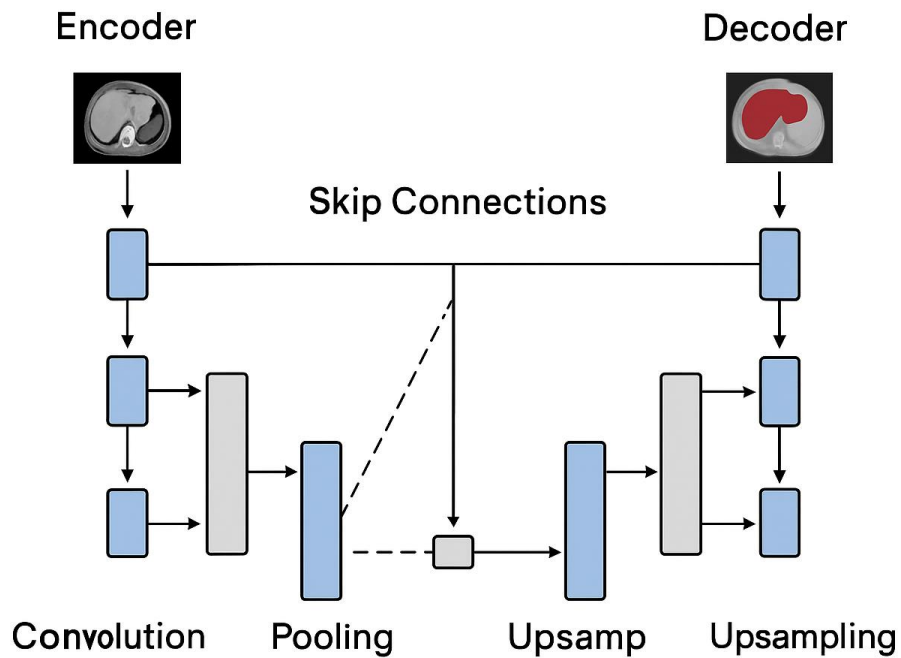 Encoder
Decoder
Skip Connections
Convolution
Pooling
Upsamp
Upsampling